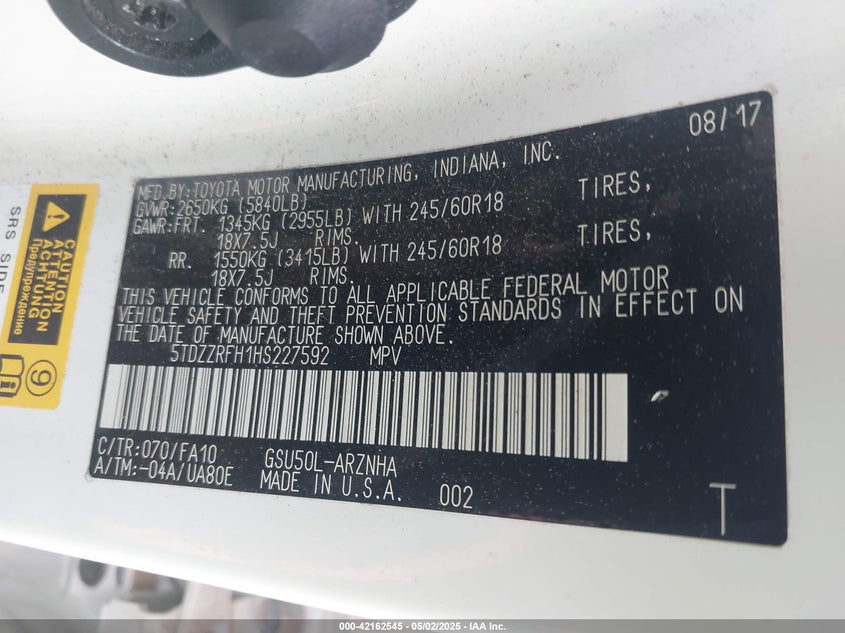 08/17
MFD.BY:TOYOTA MOTOR MANUFACTURING, INDIANA, INC.
GVWR:2650KG (5840LB)
GAWR:FRT. 1345KG (2955LB) WITH 245/60R18 TIRES,
18X7.5J RIMS.
RR. 1550KG (3415LB) WITH 245/60R18 TIRES,
18X7.5J RIMS.
THIS VEHICLE CONFORMS TO ALL APPLICABLE FEDERAL MOTOR
VEHICLE SAFETY AND THEFT PREVENTION STANDARDS IN EFFECT ON
THE DATE OF MANUFACTURE SHOWN ABOVE.
5TDZZRFH1HS227592 MPV
C/TR:070/FA10 GSU50L-ARZNHA
A/TM:-04A/UA80E MADE IN U.S.A. 002
T
SRS SIDE
CAUTION
ATTENTION
ACHTUNG
Предупреждение
9
000-42162545 - 05/02/2025 - IAA Inc.